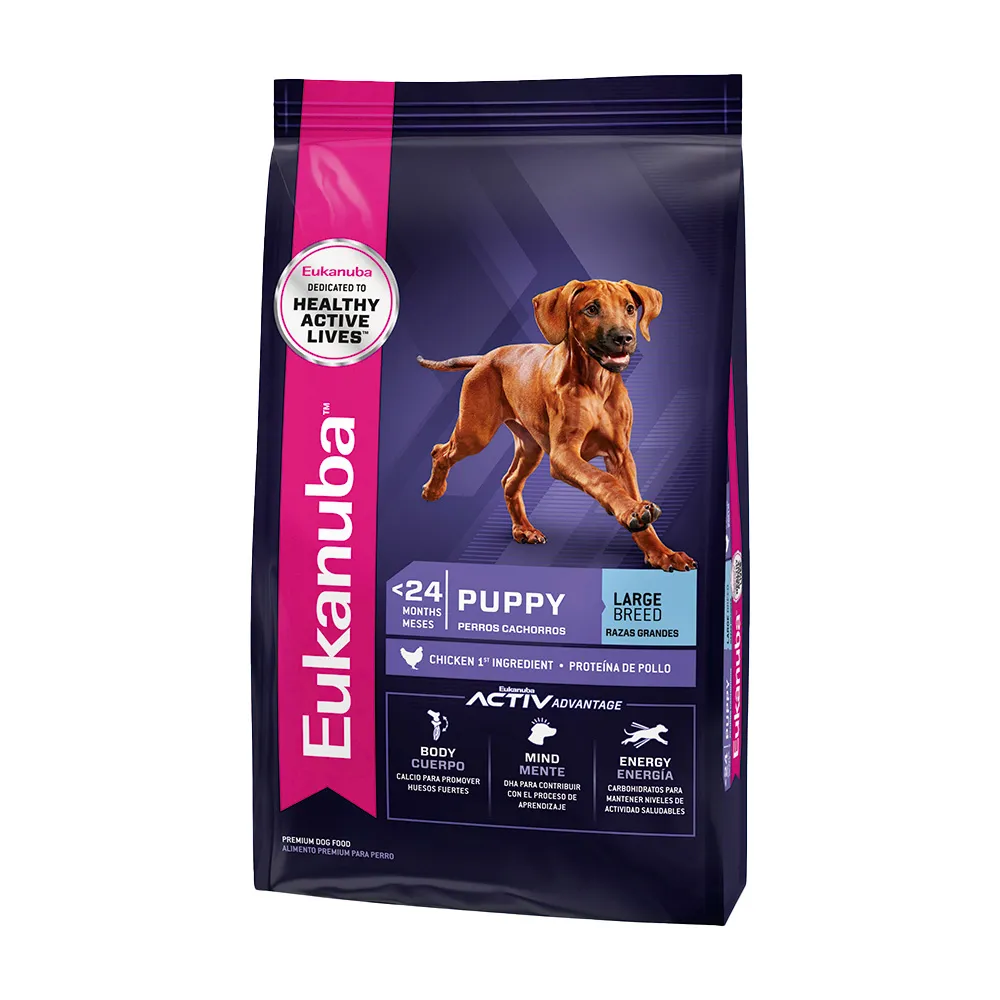 Eukanuba
DEDICATED TO
HEALTHY
ACTIVE
LIVES™
Eukanuba™
<24
MONTHS
MESES
PUPPY
PERROS CACHORROS
LARGE
BREED
RAZAS GRANDES
CHICKEN 1ST INGREDIENT • PROTEÍNA DE POLLO
Eukanuba
ACTIV ADVANTAGE
BODY
CUERPO
CALCIO PARA PROMOVER
HUESOS FUERTES
MIND
MENTE
DHA PARA CONTRIBUIR
CON EL PROCESO DE
APRENDIZAJE
ENERGY
ENERGÍA
CARBOHIDRATOS PARA
MANTENER NIVELES DE
ACTIVIDAD SALUDABLES
PREMIUM DOG FOOD
ALIMENTO PREMIUM PARA PERRO
<24
PUPPY
LARGE BREED
Eukanuba